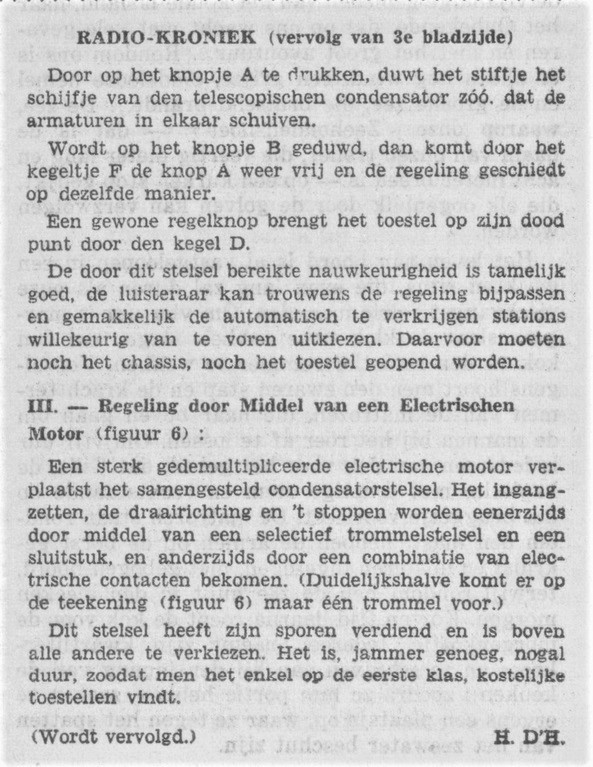 RADIO-KRONIEK (vervolg van 3e bladzijde)
Door op het knopje A te drukken, duwt het stiftje het
schijfje van den telescopischen condensator zóó. dat de
armaturen in elkaar schuiven.
Wordt op het knopje B geduwd, dan komt door het
kegeltje F de knop A weer vrij en de regeling geschiedt
op dezelfde manier
Een gewone regelknop brengt het toestel op zijn dood
punt door den kegel D.
De door dit stelsel bereikte nauwkeurigheid is tamelijk
goed, de luisteraar kan trouwens de regeling bijpassen
en gemakkelijk de automatisch te verkrijgen stations
willekeurig van te voren uitkiezen. Daarvoor moeten
noch het chassis, noch het toestel geopend worden.
III. — Regeling door Middel van een Electrischen
Motor (figuur 6) :
Een sterk gedemultipliceerde electrische motor ver-
plaatst het samengesteld condensatorstelsel. Het ingang-
zetten, de draairichting en 't stoppen worden eenerzijds
door middel van een selectief trommelstelsel en een
sluitstuk, en anderzijds door een combinatie van elec-
trische contacten bekomen. (Duidelijkshalve komt er op
de teekening (figuur 6) maar één trommel voor.)
Dit stelsel heeft zijn sporen verdiend en is boven
alle andere te verkiezen. Het is, jammer genoeg, nogal
duur, zoodat men het enkel op de eerste klas, kostelijke
toestellen vindt.
(Wordt vervolgd.) H. D'H.